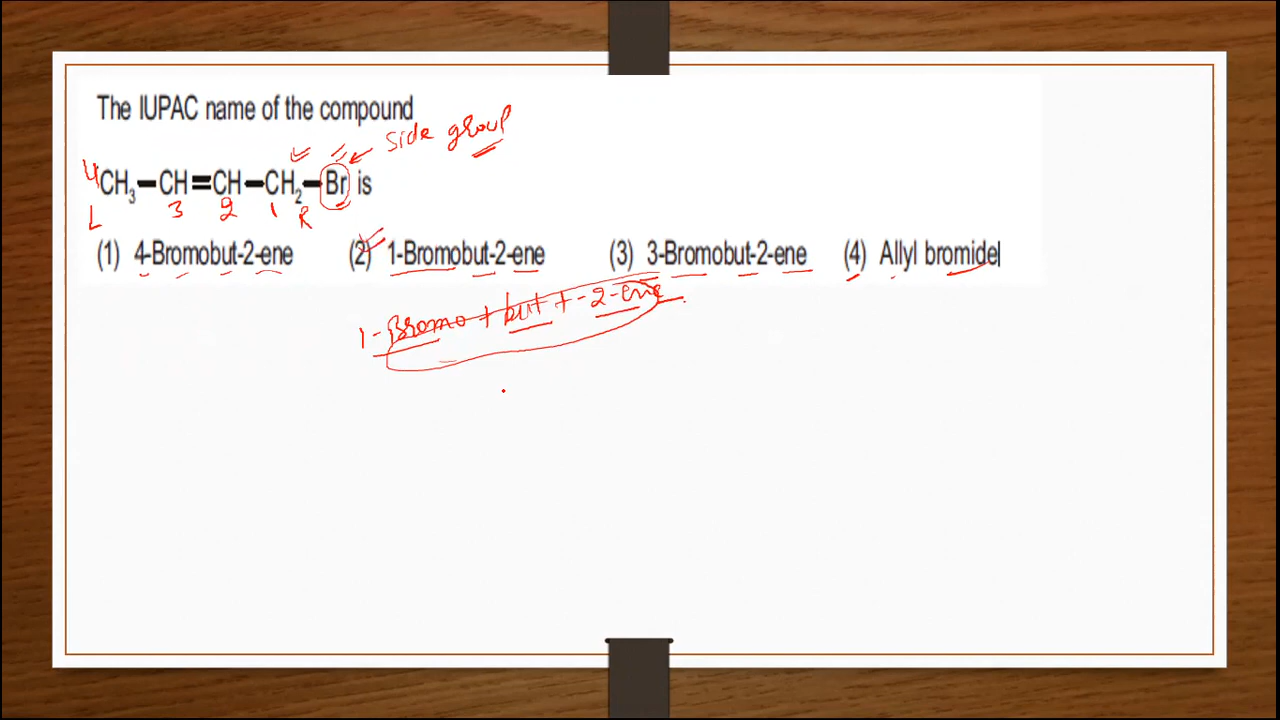 The IUPAC name of the compound
side group
4 CH3–CH=CH–CH2–Br is
L 3 2 1 R
(1) 4-Bromobut-2-ene (2) 1-Bromobut-2-ene (3) 3-Bromobut-2-ene (4) Allyl bromide
1-Bromo + but + -2-ene